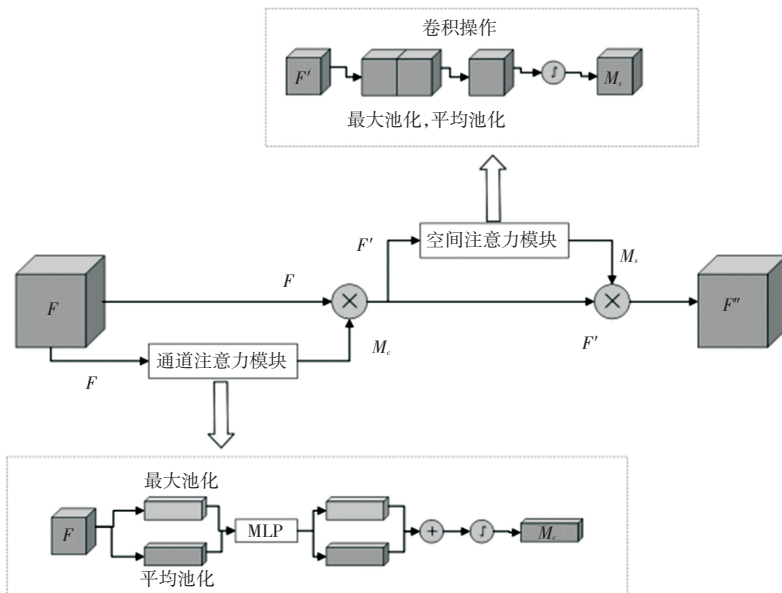 卷积操作
F′
∫
M_s
最大池化,平均池化
F′
空间注意力模块
M_s
F
F
×
×
F″
F
通道注意力模块
M_c
F′
最大池化
F
MLP
+
∫
M_c
平均池化